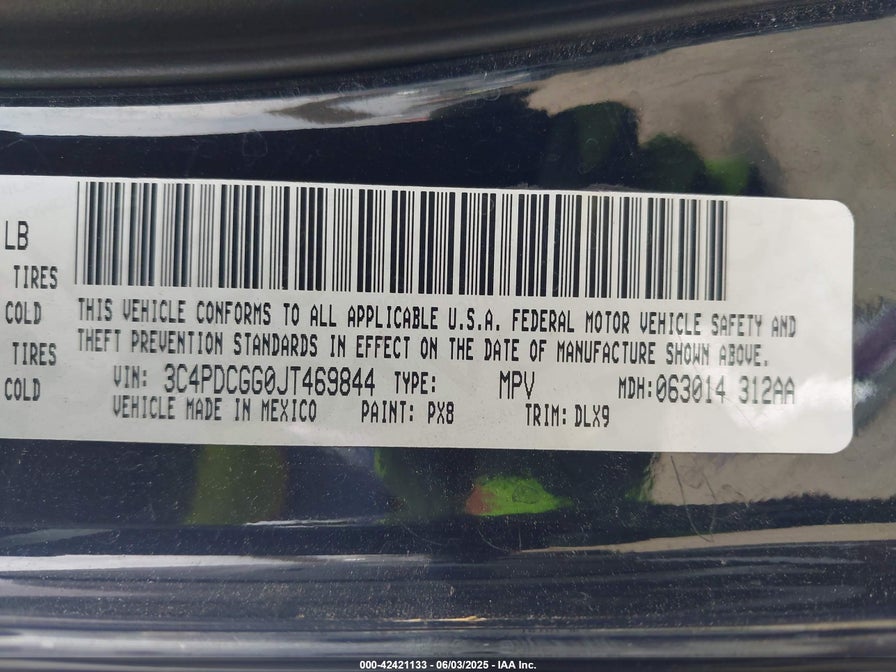 LB
TIRES
COLD
TIRES
COLD
THIS VEHICLE CONFORMS TO ALL APPLICABLE U.S.A. FEDERAL MOTOR VEHICLE SAFETY AND
THEFT PREVENTION STANDARDS IN EFFECT ON THE DATE OF MANUFACTURE SHOWN ABOVE.
VIN: 3C4PDCGG0JT469844 TYPE: MPV MDH: 063014 312AA
VEHICLE MADE IN MEXICO PAINT: PX8 TRIM: DLX9
000-42421133 - 06/03/2025 - IAA Inc.